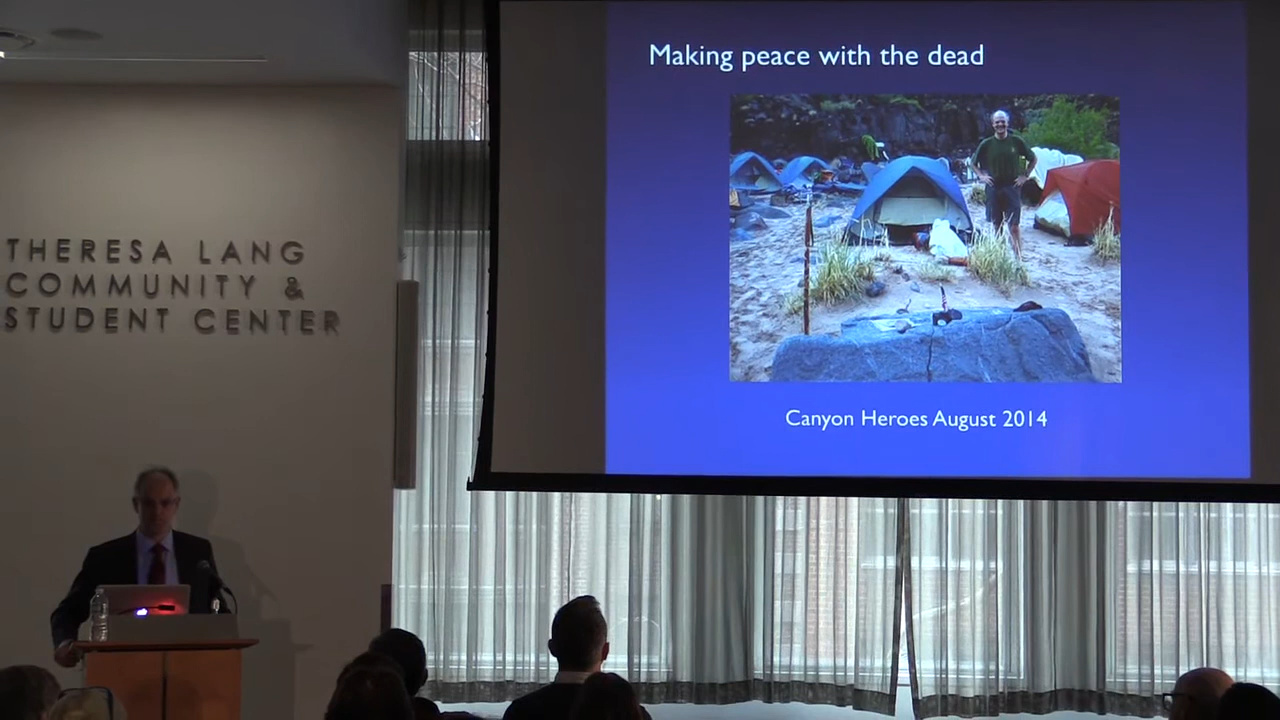 THERESA LANG
COMMUNITY &
STUDENT CENTER
Making peace with the dead
Canyon Heroes August 2014